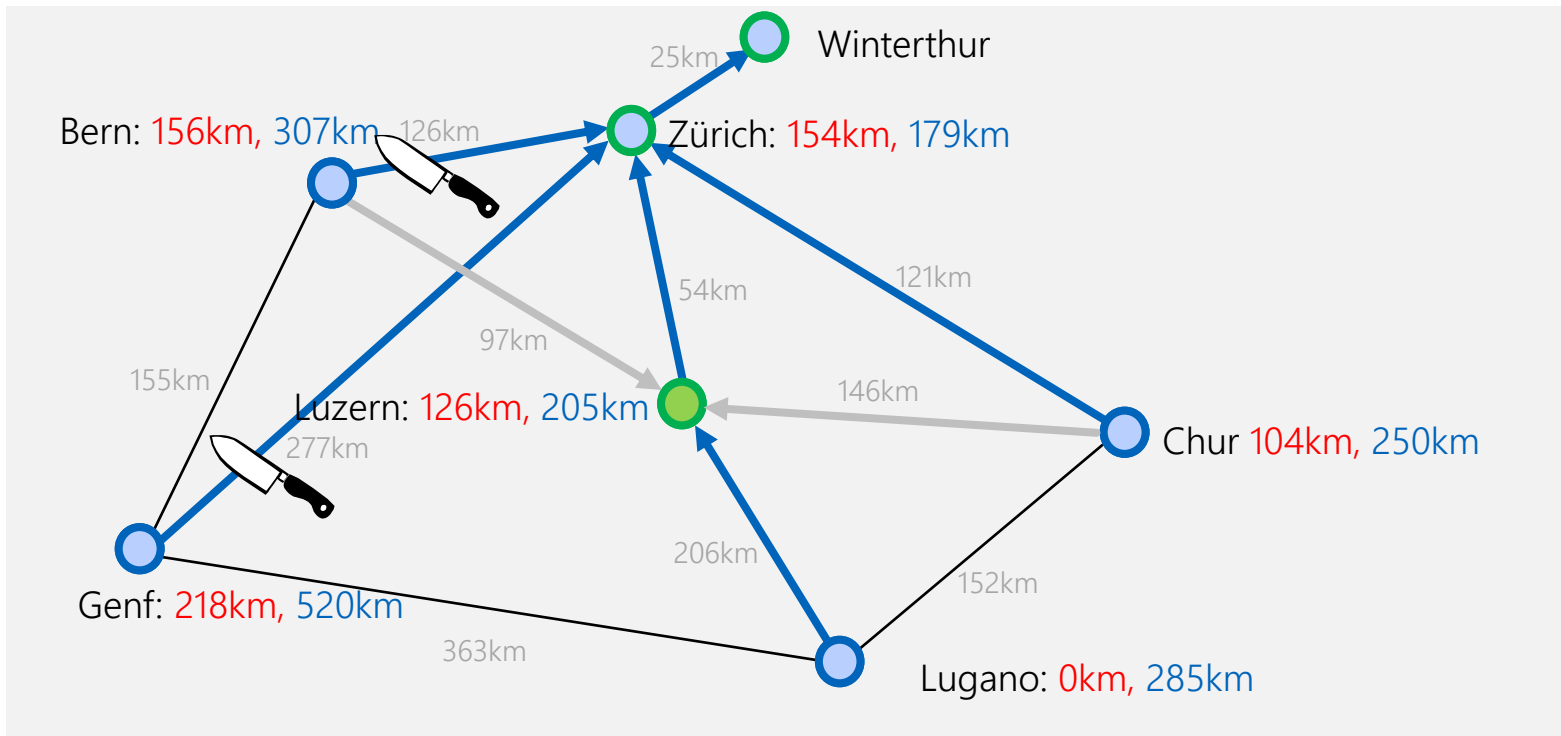 Winterthur
25km
Bern: 156km, 307km
126km
Zürich: 154km, 179km
121km
54km
97km
155km
146km
Luzern: 126km, 205km
Chur 104km, 250km
277km
206km
152km
Genf: 218km, 520km
363km
Lugano: 0km, 285km